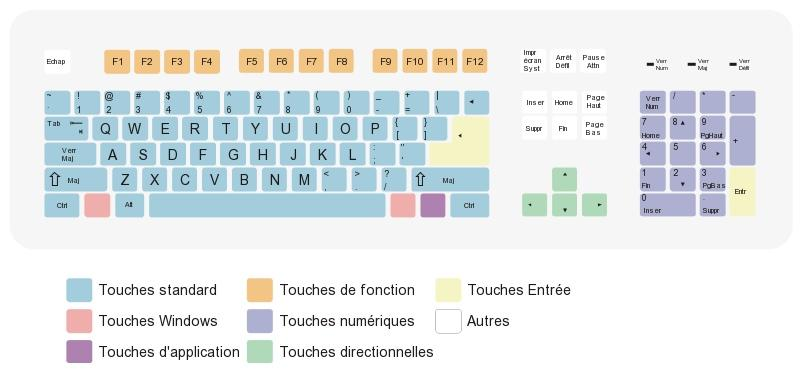 Echap F1 F2 F3 F4 F5 F6 F7 F8 F9 F10 F11 F12 Impr écran Syst Arrêt Défil Pause Attn Verr Num Verr Maj Verr Défil
~ ` ! 1 @ 2 # 3 $ 4 % 5 ^ 6 & 7 * 8 ( 9 ) 0 _ - + = | \ Inser Home Page Haut Verr Num / * -
Tab Q W E R T Y U I O P { [ } ] Suppr Fin Page Bas 7 Home 8 9 PgHaut +
Verr Maj A S D F G H J K L : ; " ' 4 5 6
Maj Z X C V B N M < , > . ? / Maj 1 Fin 2 3 PgBas Entr
Ctrl Alt Ctrl 0 Inser . Suppr
Touches standard Touches de fonction Touches Entrée
Touches Windows Touches numériques Autres
Touches d'application Touches directionnelles